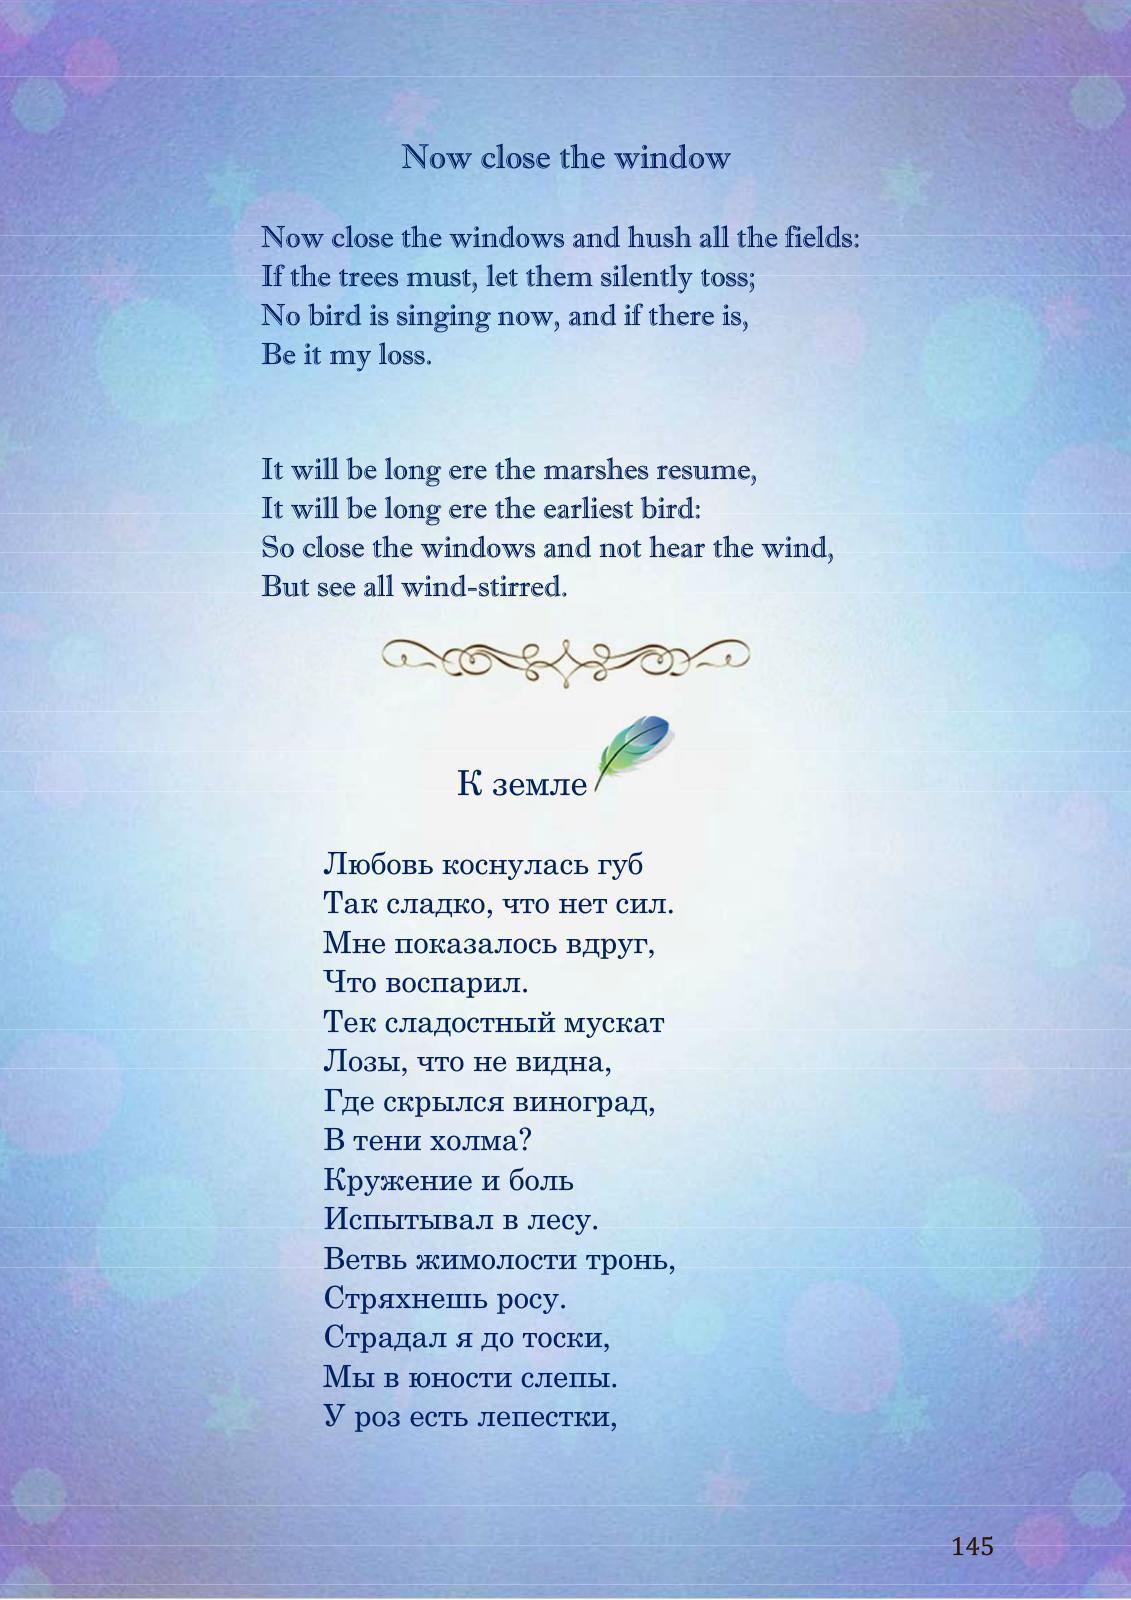 Now close the window
Now close the windows and hush all the fields:
If the trees must, let them silently toss;
No bird is singing now, and if there is,
Be it my loss.
It will be long ere the marshes resume,
It will be long ere the earliest bird:
So close the windows and not hear the wind,
But see all wind-stirred.
К земле
Любовь коснулась губ
Так сладко, что нет сил.
Мне показалось вдруг,
Что воспарил.
Тек сладостный мускат
Лозы, что не видна,
Где скрылся виноград,
В тени холма?
Кружение и боль
Испытывал в лесу.
Ветвь жимолости тронь,
Стряхнешь росу.
Страдал я до тоски,
Мы в юности слепы.
У роз есть лепестки,
145